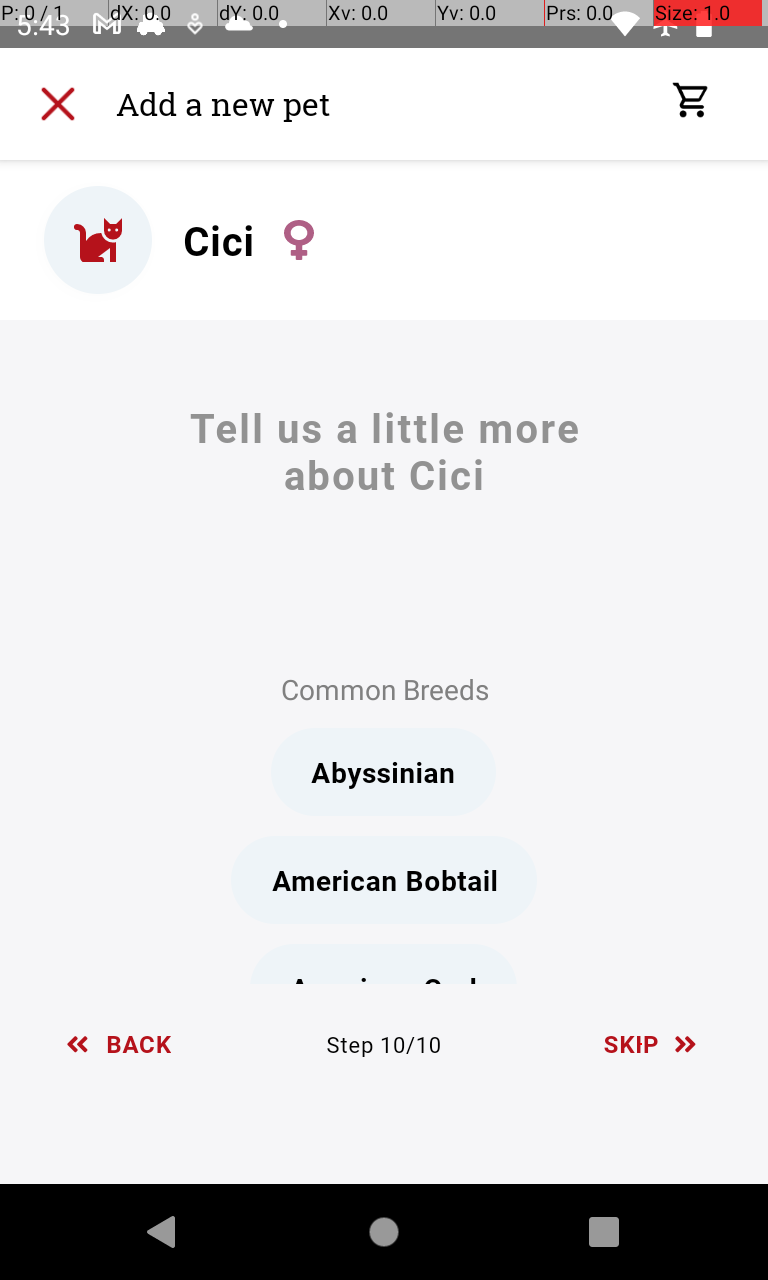 P: 0 / 1 dX: 0.0 dY: 0.0 Xv: 0.0 Yv: 0.0 Prs: 0.0 Size: 1.0
5:43
Add a new pet
Cici
Tell us a little more
about Cici
Common Breeds
Abyssinian
American Bobtail
BACK Step 10/10 SKIP